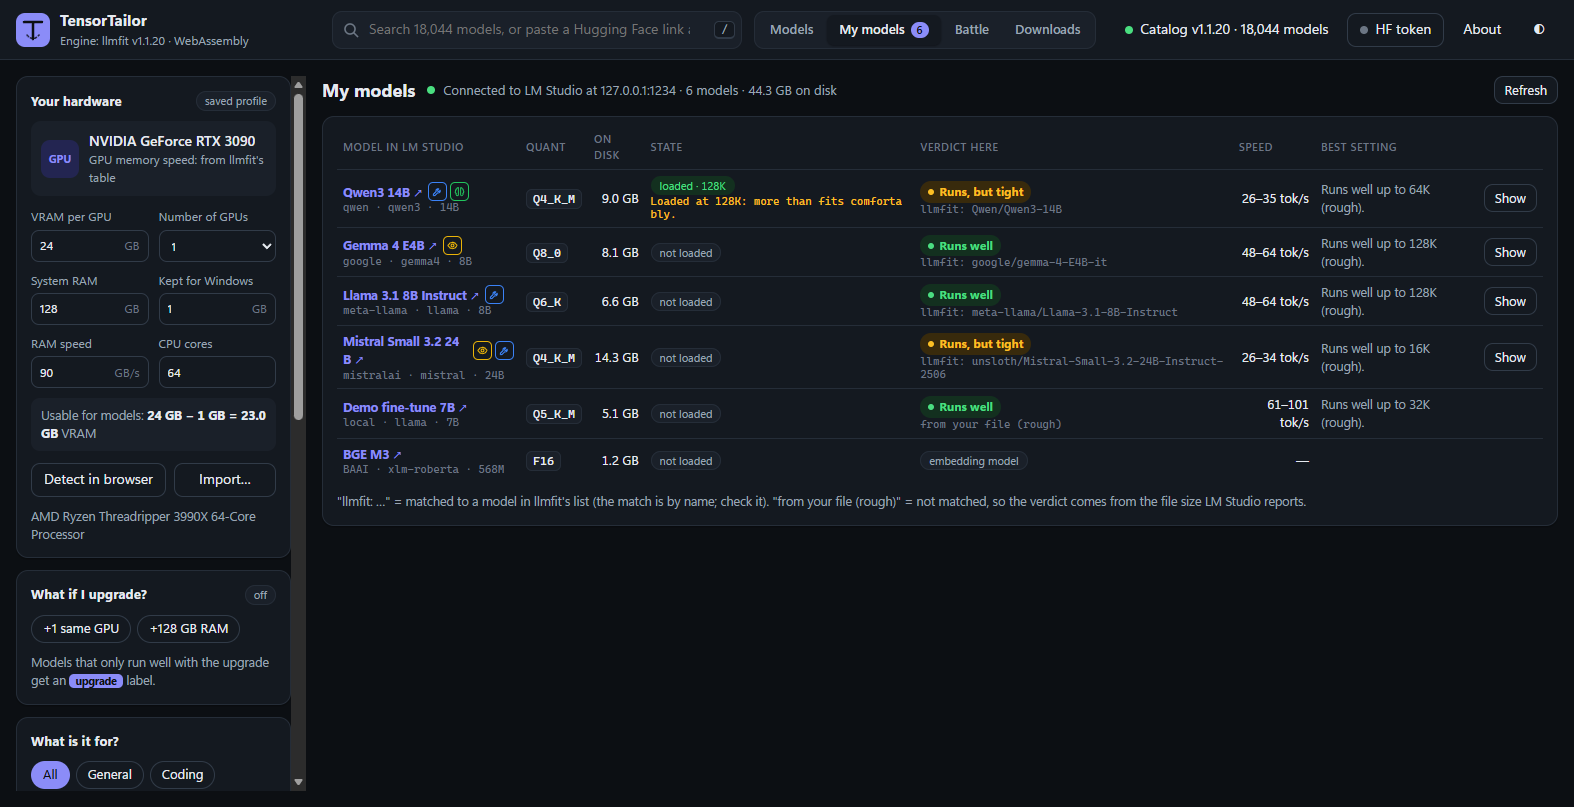 TensorTailor
Engine: llmfit v1.1.20 · WebAssembly
Search 18,044 models, or paste a Hugging Face link
/
Models
My models 6
Battle
Downloads
Catalog v1.1.20 · 18,044 models
HF token
About
Your hardware
saved profile
GPU
NVIDIA GeForce RTX 3090
GPU memory speed: from llmfit's
table
VRAM per GPU
Number of GPUs
24 GB
1
System RAM
Kept for Windows
128 GB
1 GB
RAM speed
CPU cores
90 GB/s
64
Usable for models: 24 GB − 1 GB = 23.0
GB VRAM
Detect in browser
Import...
AMD Ryzen Threadripper 3990X 64-Core
Processor
What if I upgrade?
off
+1 same GPU
+128 GB RAM
Models that only run well with the upgrade
get an upgrade label.
What is it for?
All
General
Coding
My models
Connected to LM Studio at 127.0.0.1:1234 · 6 models · 44.3 GB on disk
Refresh
MODEL IN LM STUDIO
QUANT
ON
DISK
STATE
VERDICT HERE
SPEED
BEST SETTING
Qwen3 14B ↗
qwen · qwen3 · 14B
Q4_K_M
9.0 GB
loaded · 128K
Loaded at 128K: more than fits comforta
bly.
Runs, but tight
llmfit: Qwen/Qwen3-14B
26–35 tok/s
Runs well up to 64K
(rough).
Show
Gemma 4 E4B ↗
google · gemma4 · 8B
Q8_0
8.1 GB
not loaded
Runs well
llmfit: google/gemma-4-E4B-it
48–64 tok/s
Runs well up to 128K
(rough).
Show
Llama 3.1 8B Instruct ↗
meta-llama · llama · 8B
Q6_K
6.6 GB
not loaded
Runs well
llmfit: meta-llama/Llama-3.1-8B-Instruct
48–64 tok/s
Runs well up to 128K
(rough).
Show
Mistral Small 3.2 24
B ↗
mistralai · mistral · 24B
Q4_K_M
14.3 GB
not loaded
Runs, but tight
llmfit: unsloth/Mistral-Small-3.2-24B-Instruct-
2506
26–34 tok/s
Runs well up to 16K
(rough).
Show
Demo fine-tune 7B ↗
local · llama · 7B
Q5_K_M
5.1 GB
not loaded
Runs well
from your file (rough)
61–101
tok/s
Runs well up to 32K
(rough).
BGE M3 ↗
BAAI · xlm-roberta · 568M
F16
1.2 GB
not loaded
embedding model
—
"llmfit: ..." = matched to a model in llmfit's list (the match is by name; check it). "from your file (rough)" = not matched, so the verdict comes from the file size LM Studio reports.